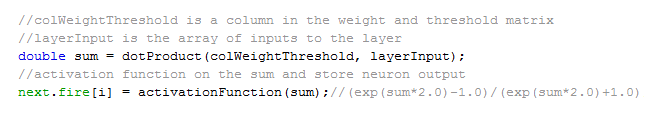 //colWeightThreshold is a column in the weight and threshold matrix
//layerInput is the array of inputs to the layer
double sum = dotProduct(colWeightThreshold, layerInput);
//activation function on the sum and store neuron output
next.fire[i] = activationFunction(sum);//(exp(sum*2.0)-1.0)/(exp(sum*2.0)+1.0)